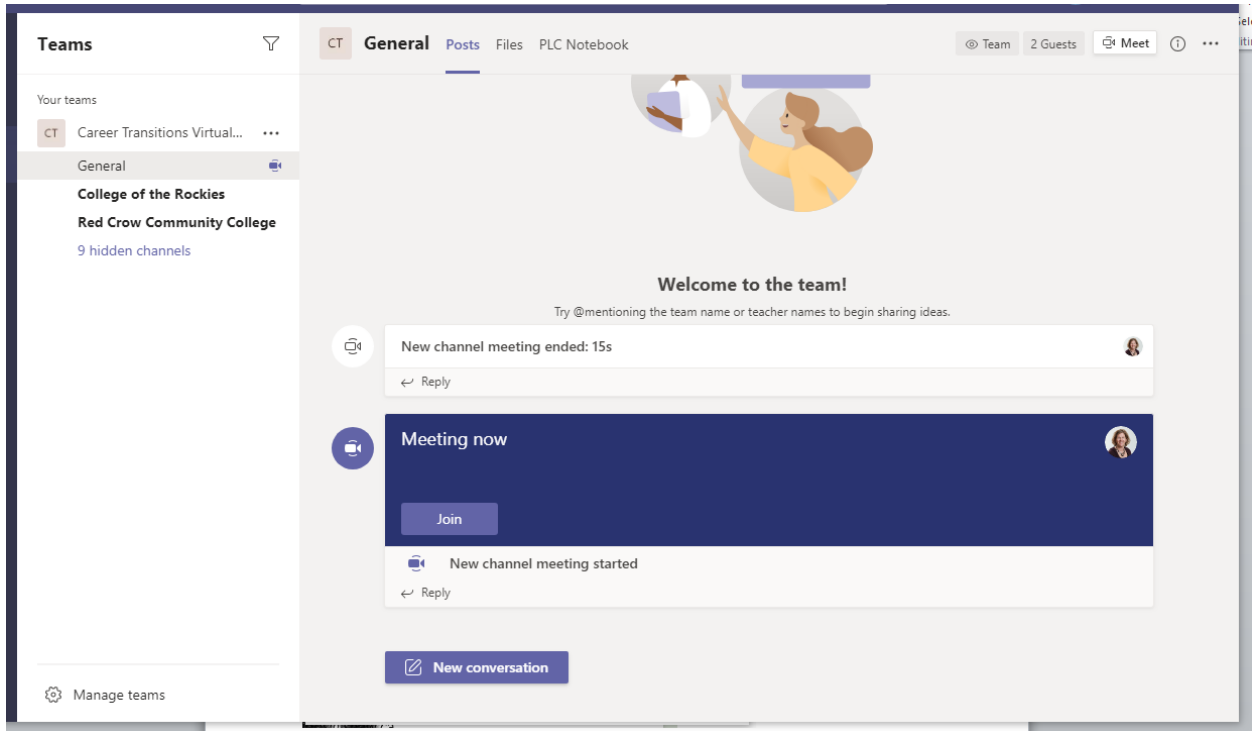 Teams
Your teams
CT Career Transitions Virtual... ...
General
College of the Rockies
Red Crow Community College
9 hidden channels
Manage teams
CT General Posts Files PLC Notebook
Team 2 Guests Meet ...
Welcome to the team!
Try @mentioning the team name or teacher names to begin sharing ideas.
New channel meeting ended: 15s
Reply
Meeting now
Join
New channel meeting started
Reply
New conversation